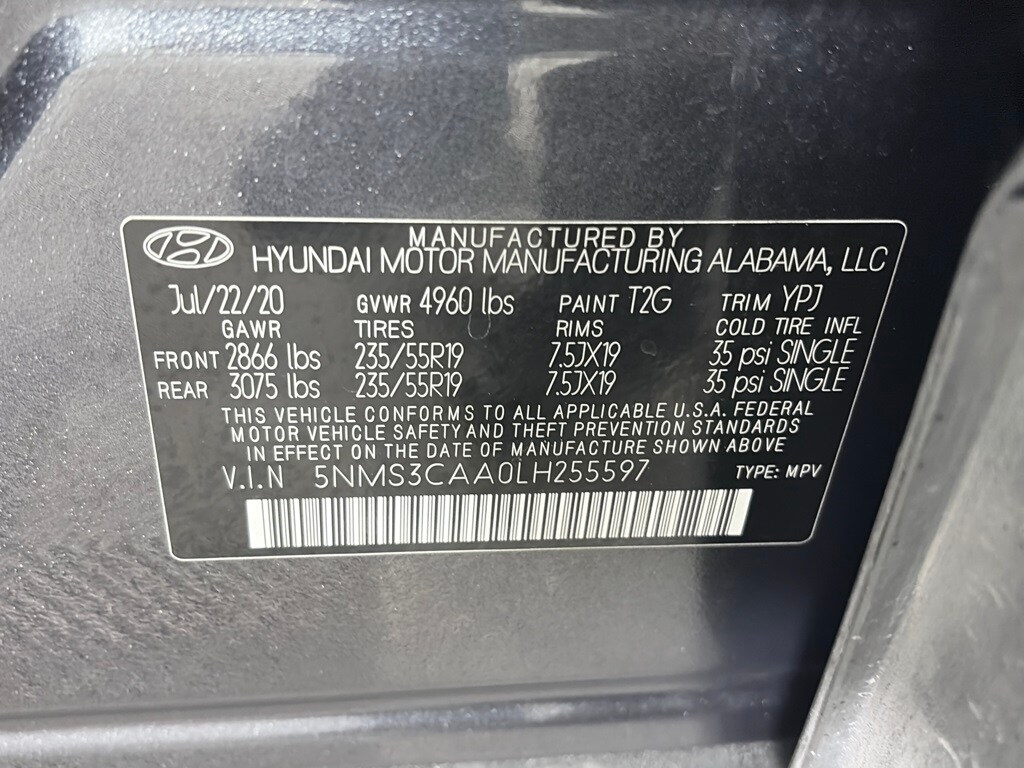 MANUFACTURED BY
HYUNDAI MOTOR MANUFACTURING ALABAMA, LLC
Jul/22/20 GVWR 4960 lbs PAINT T2G TRIM YPJ
GAWR TIRES RIMS COLD TIRE INFL
FRONT 2866 lbs 235/55R19 7.5JX19 35 psi SINGLE
REAR 3075 lbs 235/55R19 7.5JX19 35 psi SINGLE
THIS VEHICLE CONFORMS TO ALL APPLICABLE U.S.A. FEDERAL
MOTOR VEHICLE SAFETY AND THEFT PREVENTION STANDARDS
IN EFFECT ON THE DATE OF MANUFACTURE SHOWN ABOVE.
V.I.N 5NMS3CAA0LH255597 TYPE: MPV